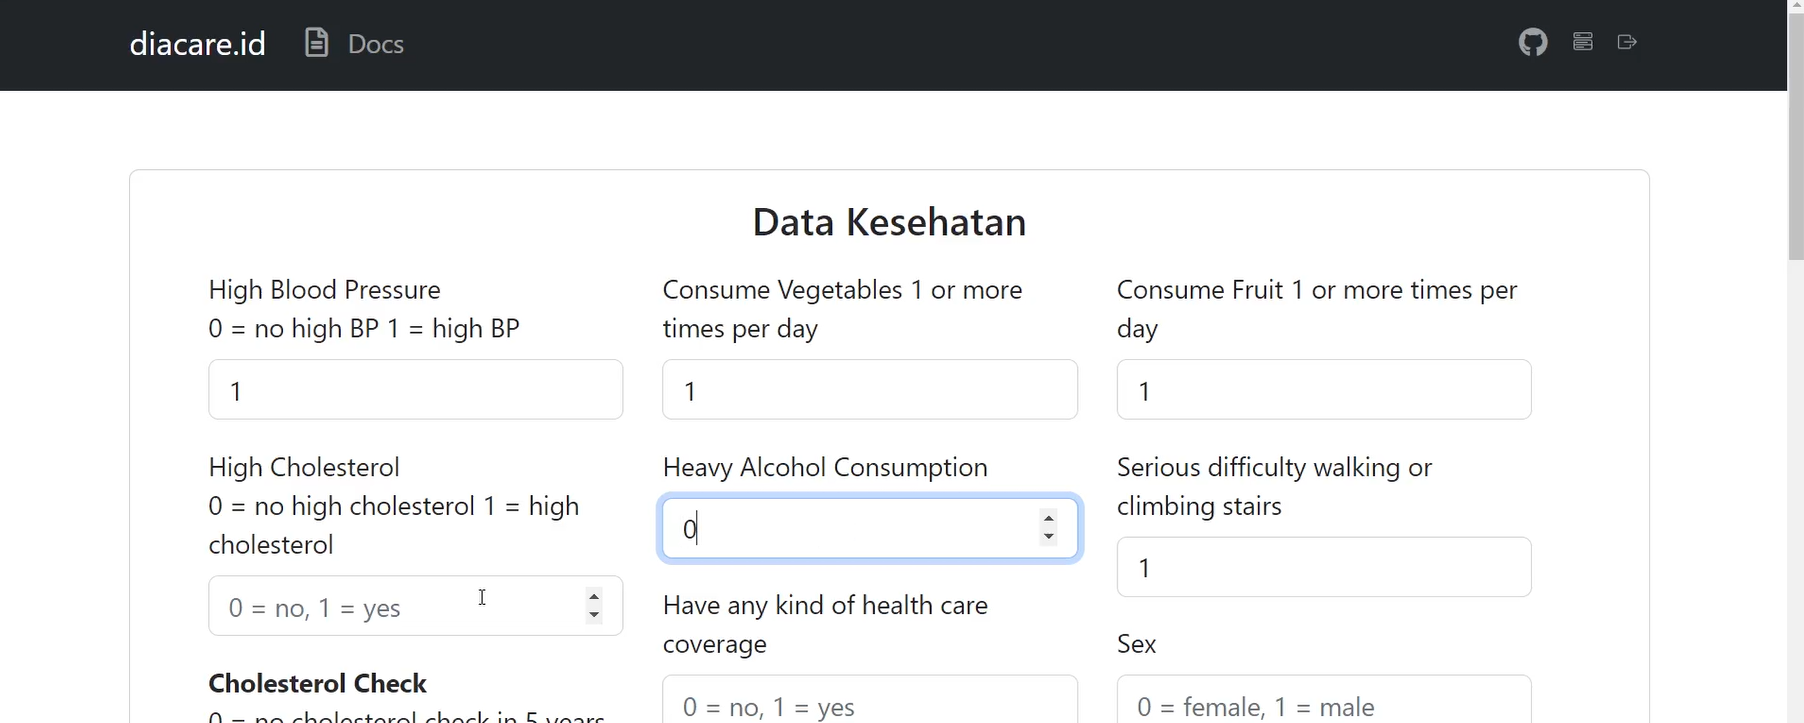 diacare.id Docs
Data Kesehatan
High Blood Pressure
0 = no high BP 1 = high BP
1
Consume Vegetables 1 or more
times per day
1
Consume Fruit 1 or more times per
day
1
High Cholesterol
0 = no high cholesterol 1 = high
cholesterol
0 = no, 1 = yes
Heavy Alcohol Consumption
0
Serious difficulty walking or
climbing stairs
1
Cholesterol Check
0 = no cholesterol check in 5 years
Have any kind of health care
coverage
0 = no, 1 = yes
Sex
0 = female, 1 = male